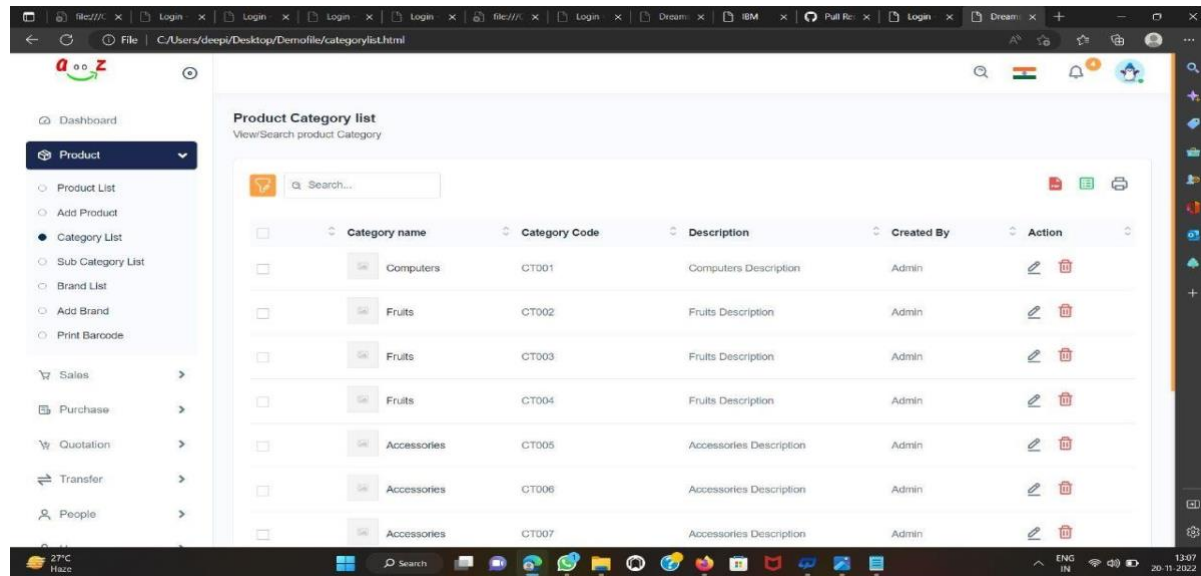 file:///C Login Login Login Login file:///C Login Dream IBM Pull Re Login Dream
File C:/Users/deepi/Desktop/Demofile/categorylist.html
a z
4
Dashboard
Product
Product List
Add Product
Category List
Sub Category List
Brand List
Add Brand
Print Barcode
Sales
Purchase
Quotation
Transfer
People
Product Category list
View/Search product Category
Search...
Category name Category Code Description Created By Action
Computers CT001 Computers Description Admin
Fruits CT002 Fruits Description Admin
Fruits CT003 Fruits Description Admin
Fruits CT004 Fruits Description Admin
Accessories CT005 Accessories Description Admin
Accessories CT006 Accessories Description Admin
Accessories CT007 Accessories Description Admin
27°C
Haze
Search
ENG
IN
13:07
20-11-2022